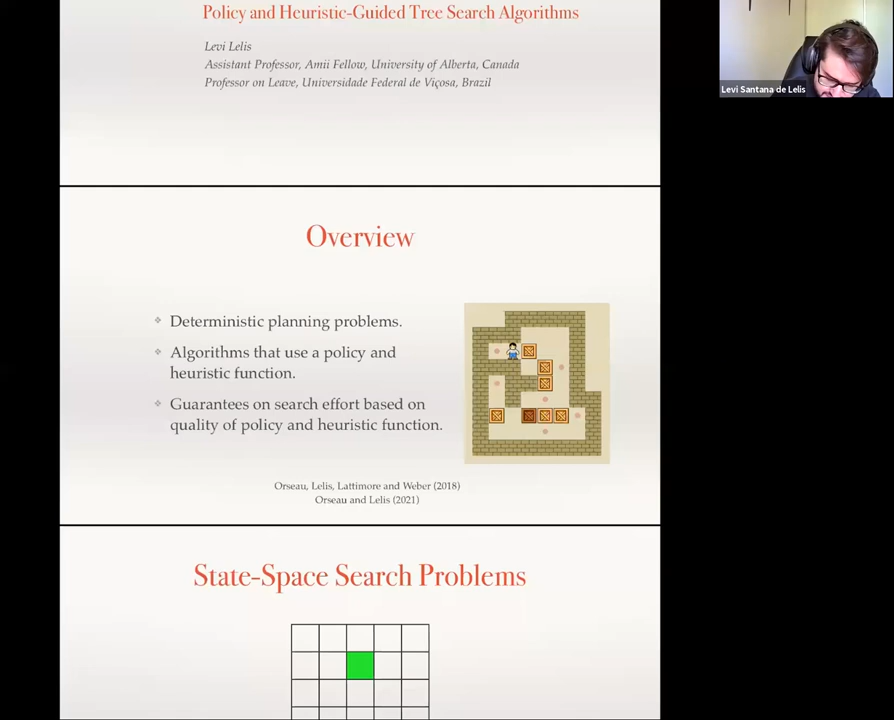 Policy and Heuristic-Guided Tree Search Algorithms
Levi Lelis
Assistant Professor, Amii Fellow, University of Alberta, Canada
Professor on Leave, Universidade Federal de Viçosa, Brazil
Levi Santana de Lelis
Overview
Deterministic planning problems.
Algorithms that use a policy and
heuristic function.
Guarantees on search effort based on
quality of policy and heuristic function.
Orseau, Lelis, Lattimore and Weber (2018)
Orseau and Lelis (2021)
State-Space Search Problems